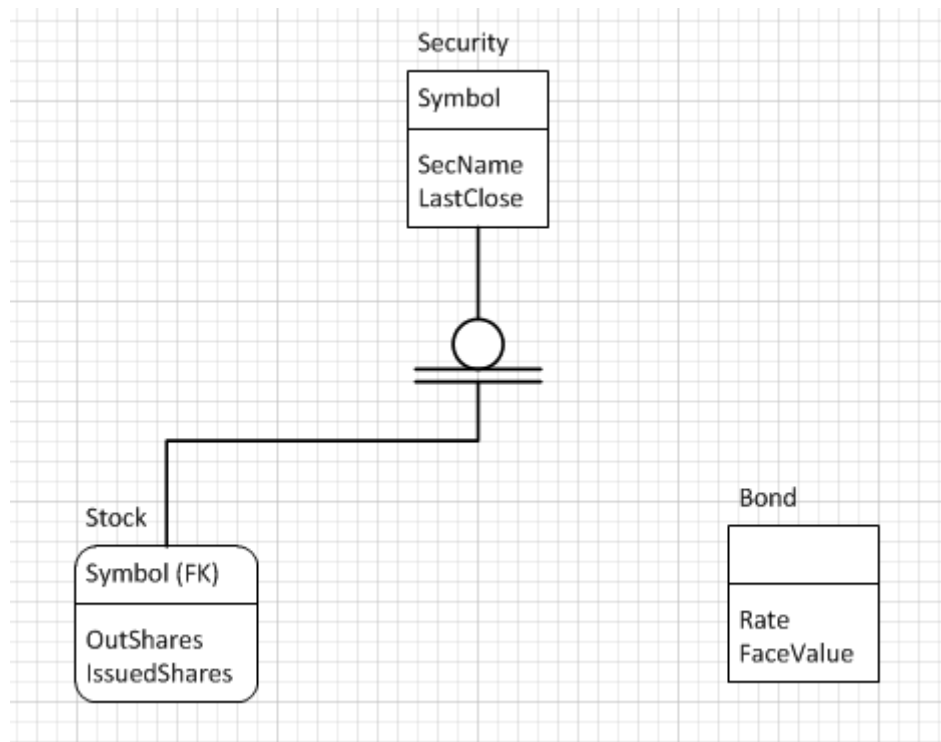 Security
Symbol
SecName
LastClose
Stock
Symbol (FK)
OutShares
IssuedShares
Bond
Rate
FaceValue